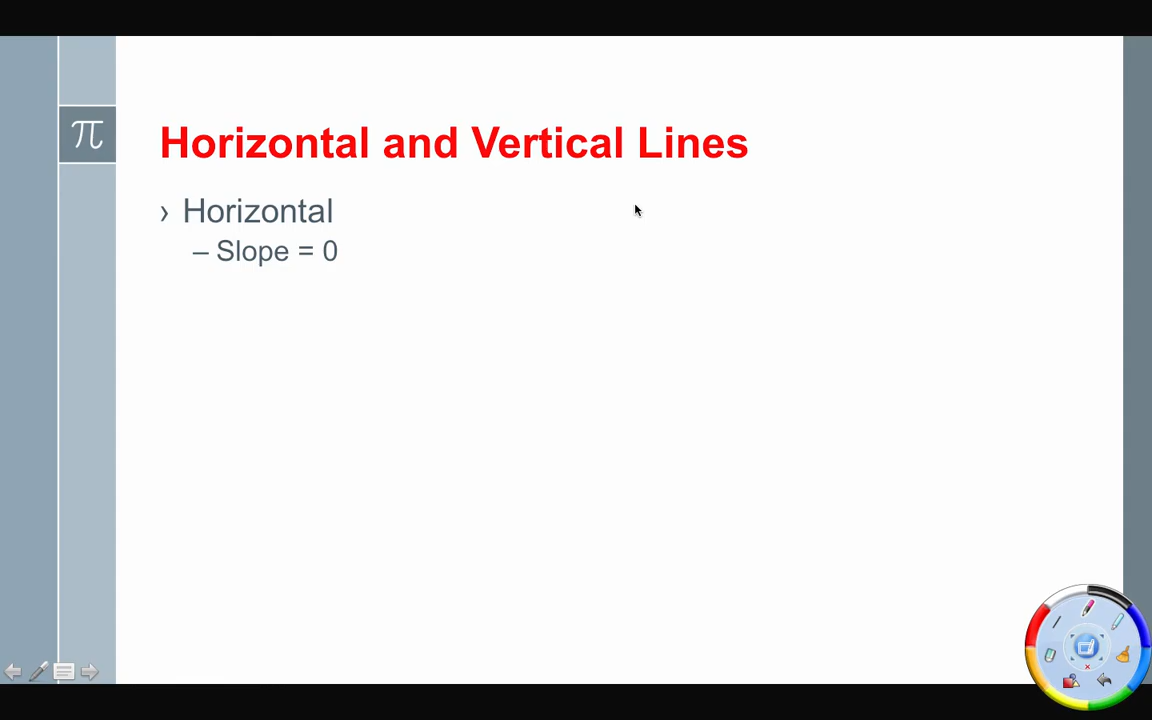 π
Horizontal and Vertical Lines
› Horizontal
– Slope = 0